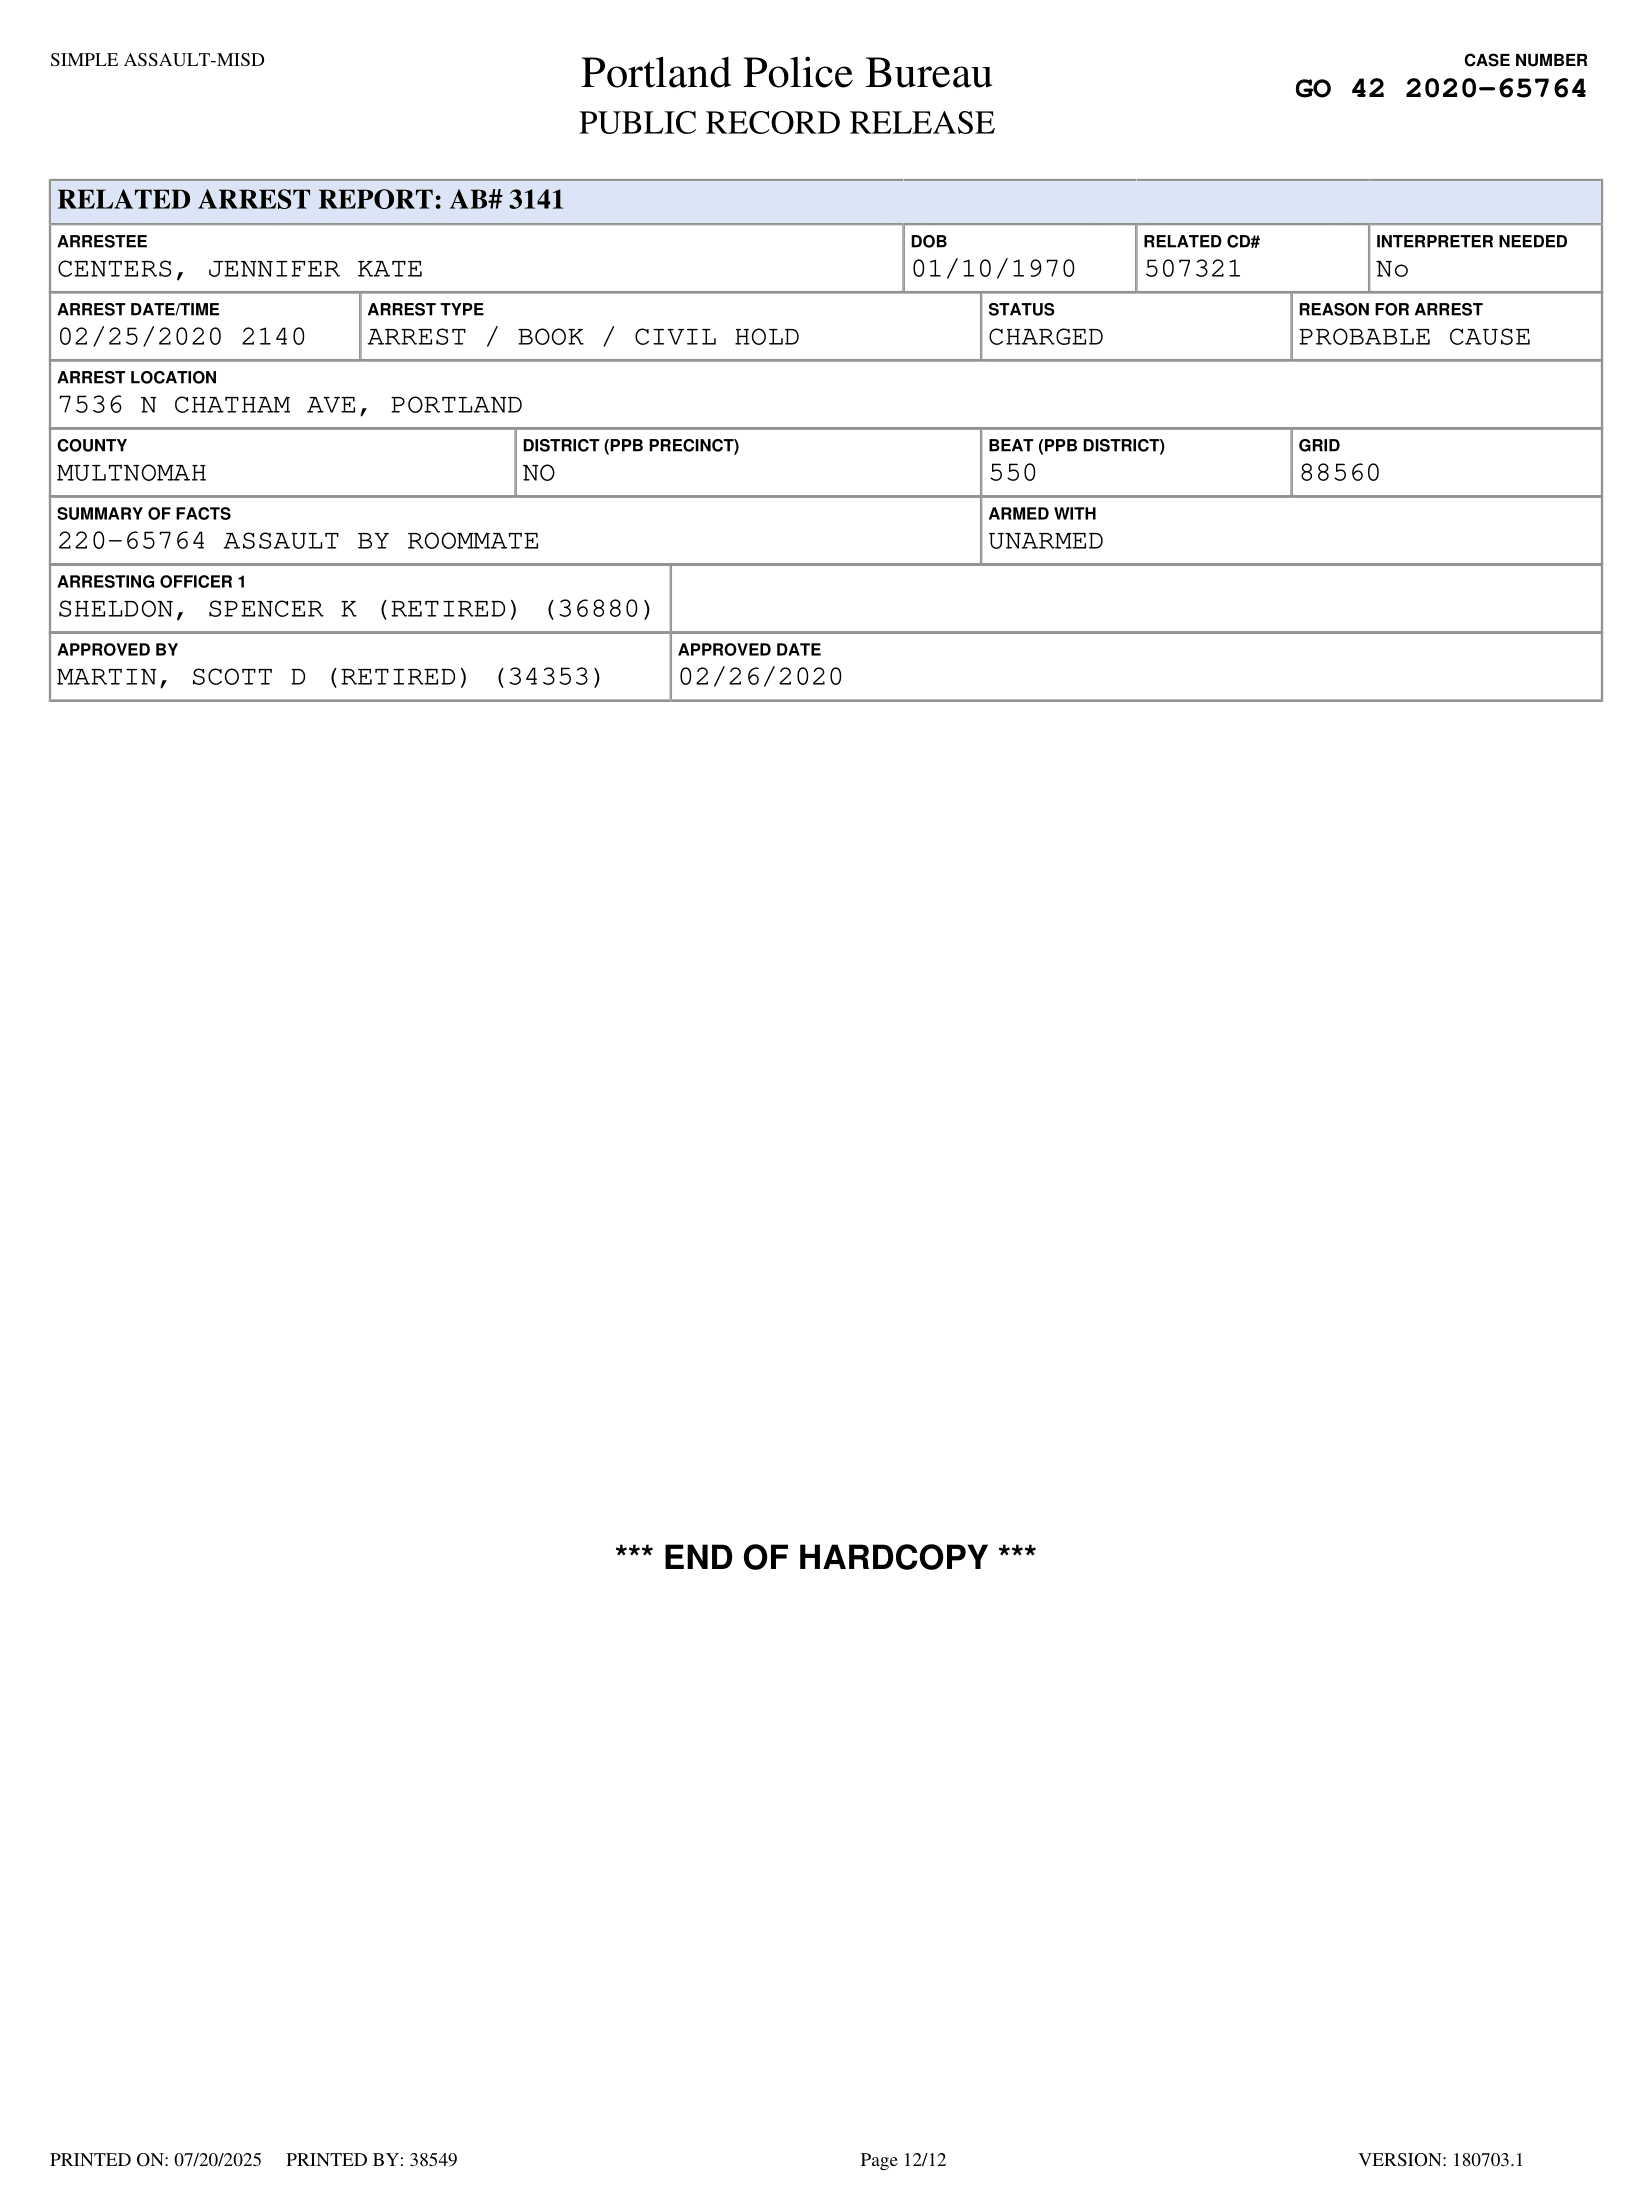 SIMPLE ASSAULT-MISD
Portland Police Bureau
PUBLIC RECORD RELEASE
CASE NUMBER
GO 42 2020-65764
RELATED ARREST REPORT: AB# 3141
ARRESTEE DOB RELATED CD# INTERPRETER NEEDED
CENTERS, JENNIFER KATE 01/10/1970 507321 No
ARREST DATE/TIME ARREST TYPE STATUS REASON FOR ARREST
02/25/2020 2140 ARREST / BOOK / CIVIL HOLD CHARGED PROBABLE CAUSE
ARREST LOCATION
7536 N CHATHAM AVE, PORTLAND
COUNTY DISTRICT (PPB PRECINCT) BEAT (PPB DISTRICT) GRID
MULTNOMAH NO 550 88560
SUMMARY OF FACTS ARMED WITH
220-65764 ASSAULT BY ROOMMATE UNARMED
ARRESTING OFFICER 1
SHELDON, SPENCER K (RETIRED) (36880)
APPROVED BY APPROVED DATE
MARTIN, SCOTT D (RETIRED) (34353) 02/26/2020
*** END OF HARDCOPY ***
PRINTED ON: 07/20/2025 PRINTED BY: 38549 Page 12/12 VERSION: 180703.1